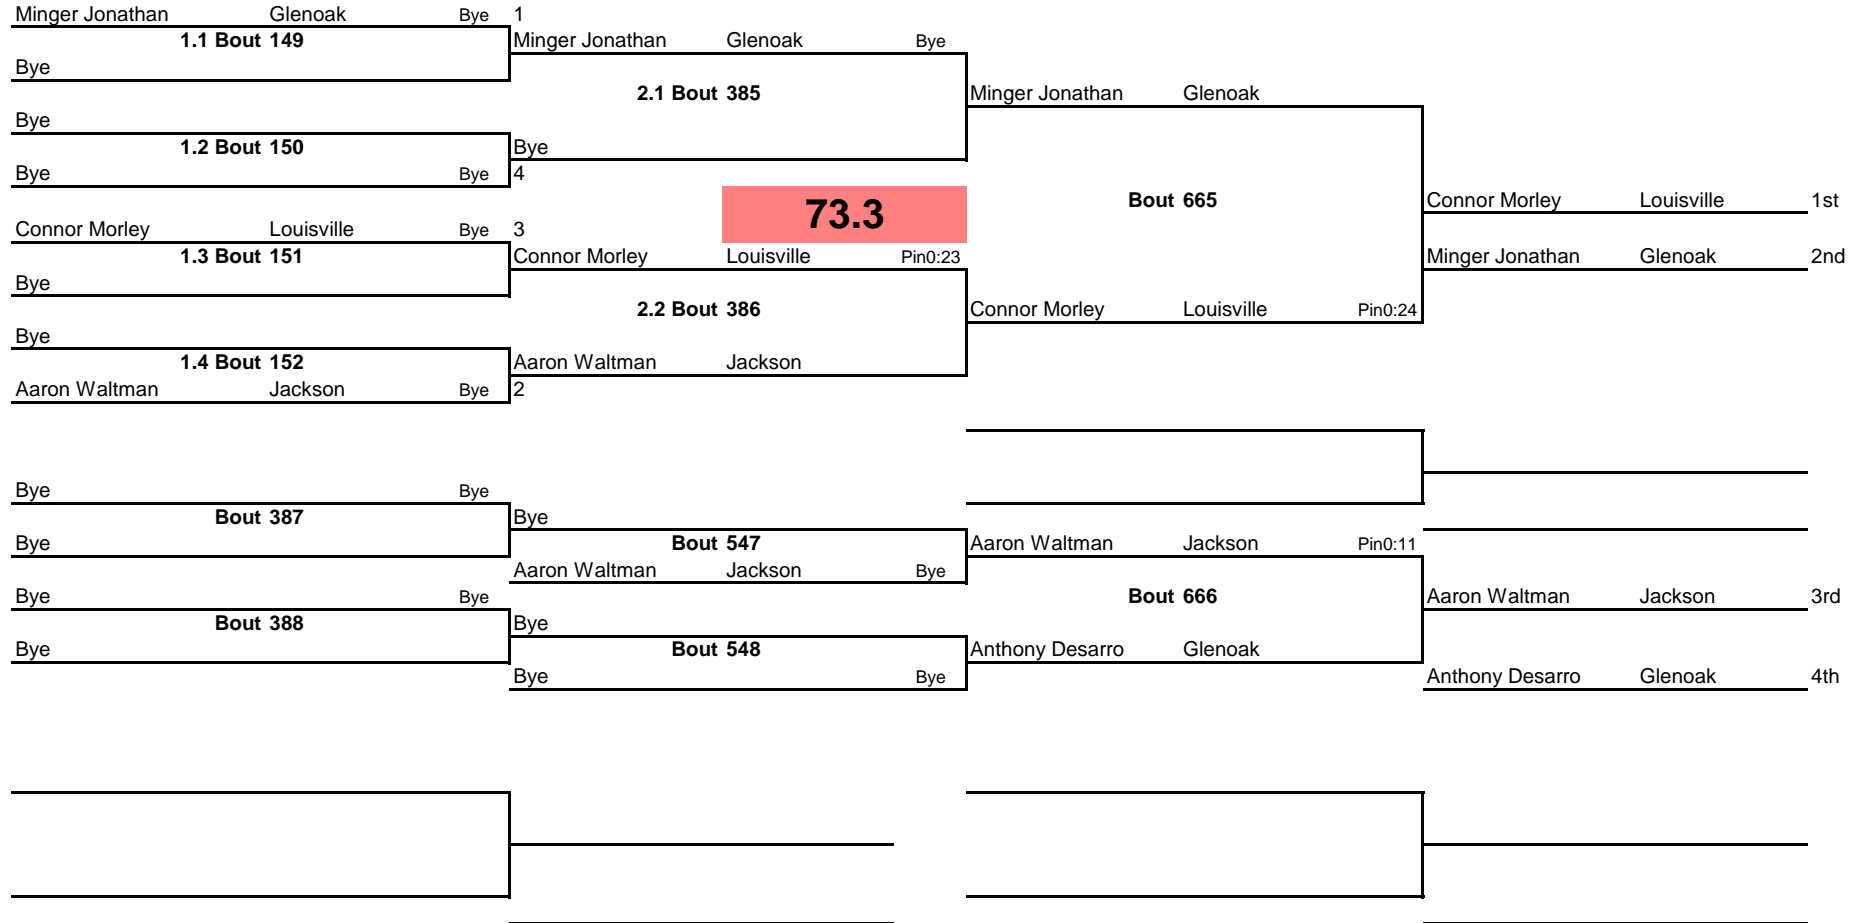 Minger Jonathan Glenoak Bye 1
1.1 Bout 149 Minger Jonathan Glenoak Bye
Bye
2.1 Bout 385 Minger Jonathan Glenoak
Bye
1.2 Bout 150 Bye
Bye Bye 4
73.3 Bout 665 Connor Morley Louisville 1st
Connor Morley Louisville Bye 3
1.3 Bout 151 Connor Morley Louisville Pin0:23 Minger Jonathan Glenoak 2nd
Bye
2.2 Bout 386 Connor Morley Louisville Pin0:24
Bye
1.4 Bout 152 Aaron Waltman Jackson
Aaron Waltman Jackson Bye 2
Bye Bye
Bout 387 Bye
Bye Bout 547 Aaron Waltman Jackson Pin0:11
Aaron Waltman Jackson Bye
Bye Bye Bout 666 Aaron Waltman Jackson 3rd
Bout 388 Bye
Bye Bout 548 Anthony Desarro Glenoak
Bye Bye Anthony Desarro Glenoak 4th